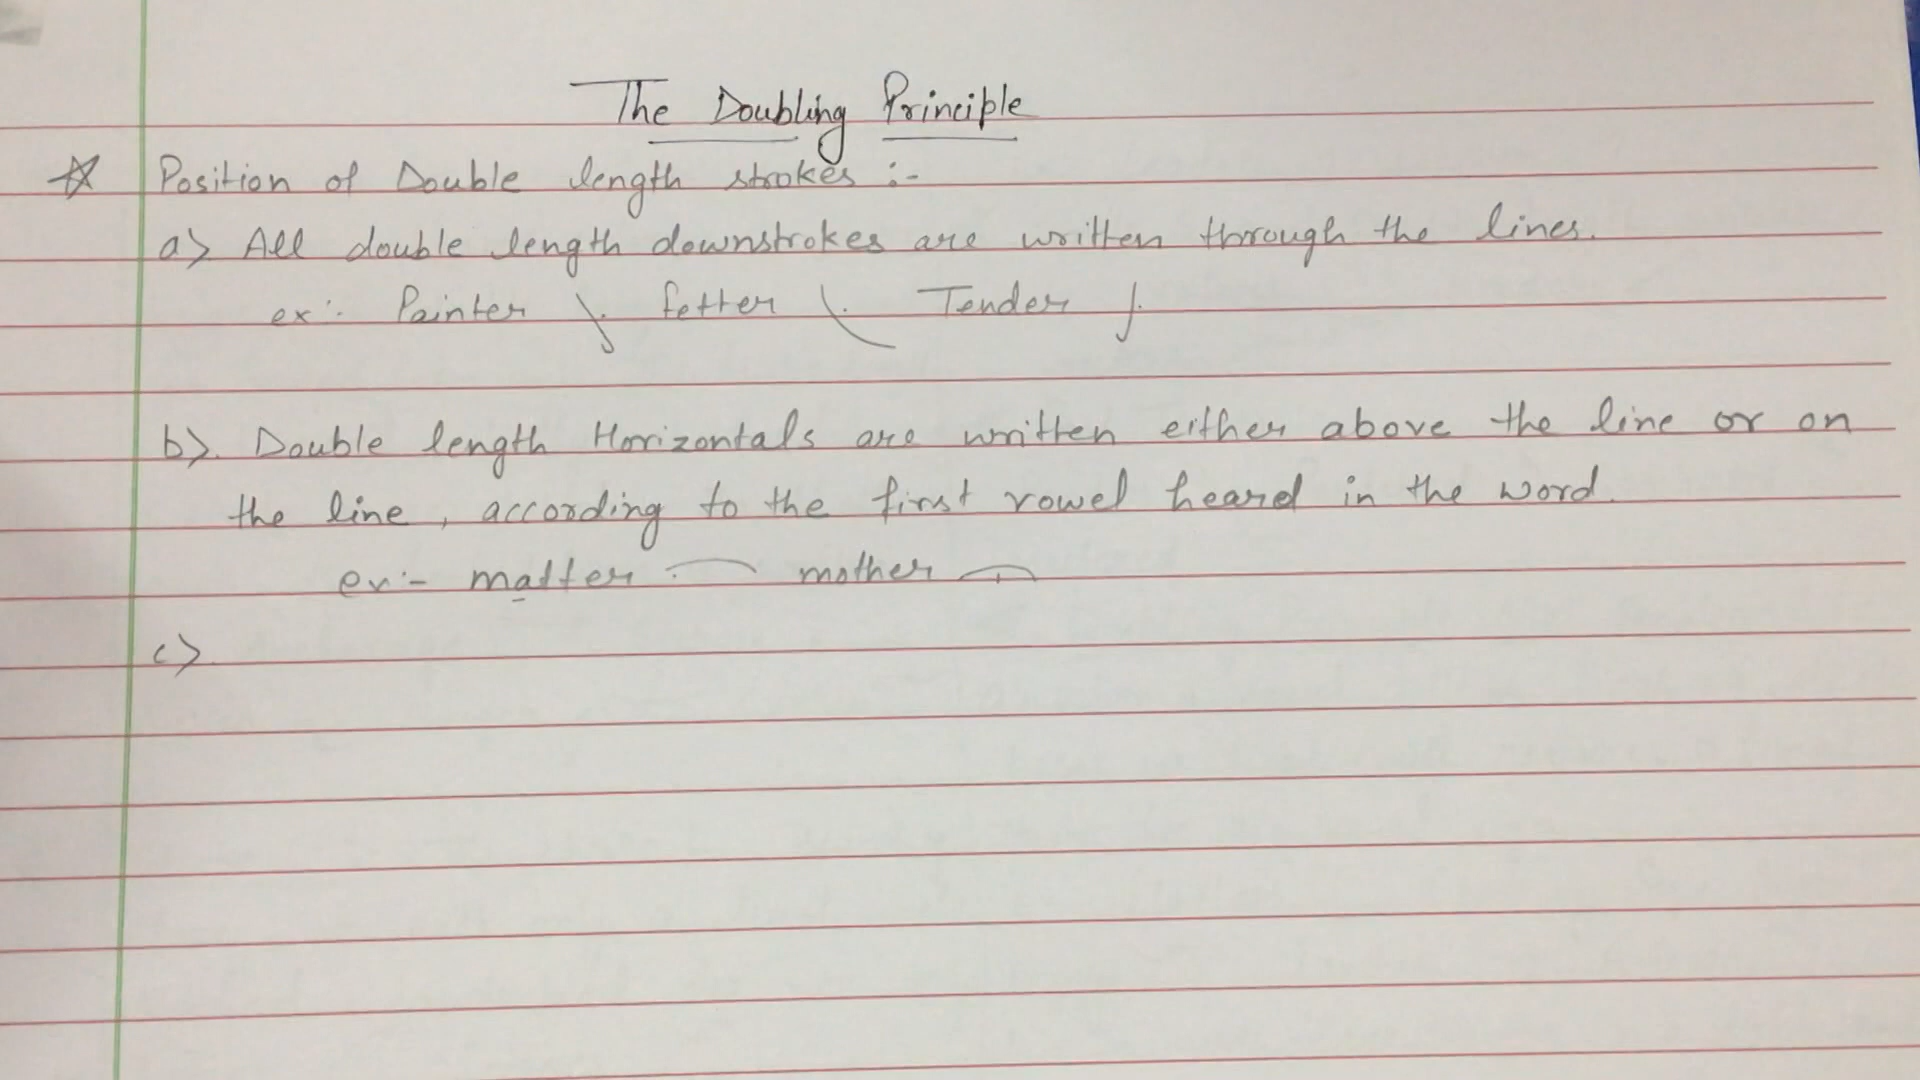 The Doubling Principle
☆ Position of Double length strokes :-
a) All double length downstrokes are written through the lines.
ex:- Painter fetter Tender
b). Double length Horizontals are written either above the line or on
the line, according to the first vowel heard in the word.
ex:- matter mother
c)